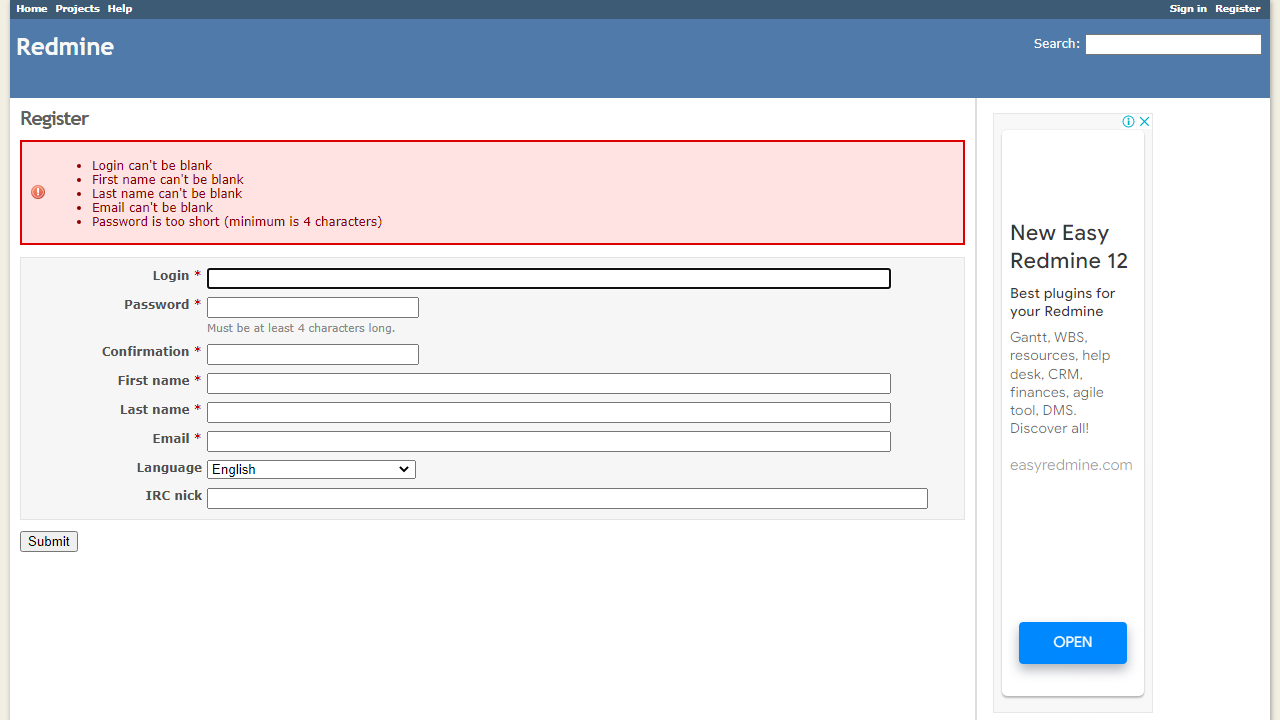 Home Projects Help
Sign in Register
Redmine
Search:
Register
Login can't be blank
First name can't be blank
Last name can't be blank
Email can't be blank
Password is too short (minimum is 4 characters)
Login *
Password *
Must be at least 4 characters long.
Confirmation *
First name *
Last name *
Email *
Language English
IRC nick
Submit
New Easy
Redmine 12
Best plugins for
your Redmine
Gantt, WBS,
resources, help
desk, CRM,
finances, agile
tool, DMS.
Discover all!
easyredmine.com
OPEN